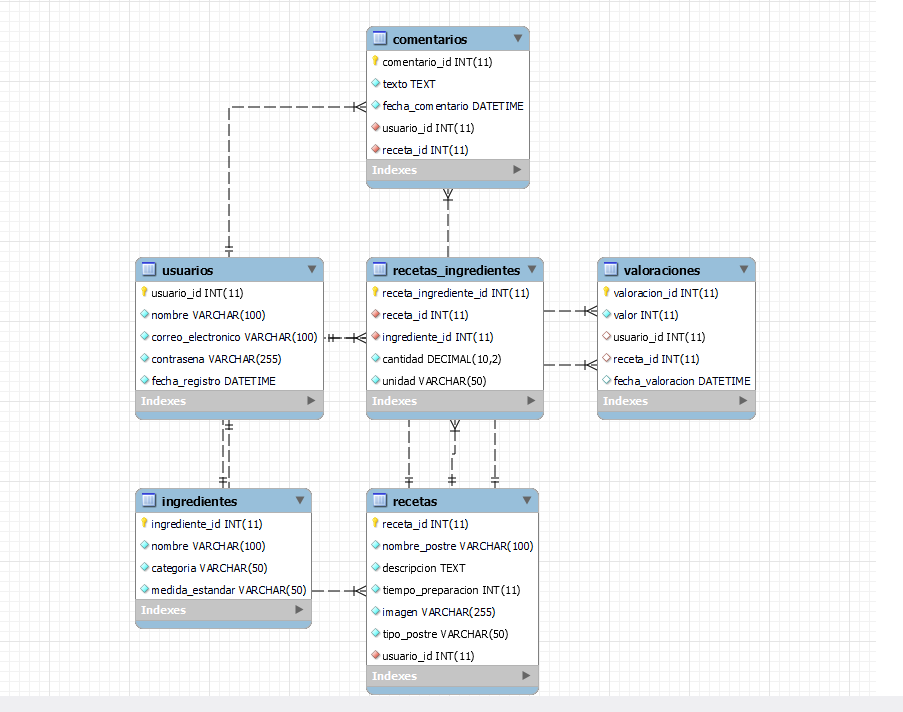 comentarios
comentario_id INT(11)
texto TEXT
fecha_comentario DATETIME
usuario_id INT(11)
receta_id INT(11)
Indexes
usuarios
usuario_id INT(11)
nombre VARCHAR(100)
correo_electronico VARCHAR(100)
contrasena VARCHAR(255)
fecha_registro DATETIME
Indexes
recetas_ingredientes
receta_ingrediente_id INT(11)
receta_id INT(11)
ingrediente_id INT(11)
cantidad DECIMAL(10,2)
unidad VARCHAR(50)
Indexes
valoraciones
valoracion_id INT(11)
valor INT(11)
usuario_id INT(11)
receta_id INT(11)
fecha_valoracion DATETIME
Indexes
ingredientes
ingrediente_id INT(11)
nombre VARCHAR(100)
categoria VARCHAR(50)
medida_estandar VARCHAR(50)
Indexes
recetas
receta_id INT(11)
nombre_postre VARCHAR(100)
descripcion TEXT
tiempo_preparacion INT(11)
imagen VARCHAR(255)
tipo_postre VARCHAR(50)
usuario_id INT(11)
Indexes